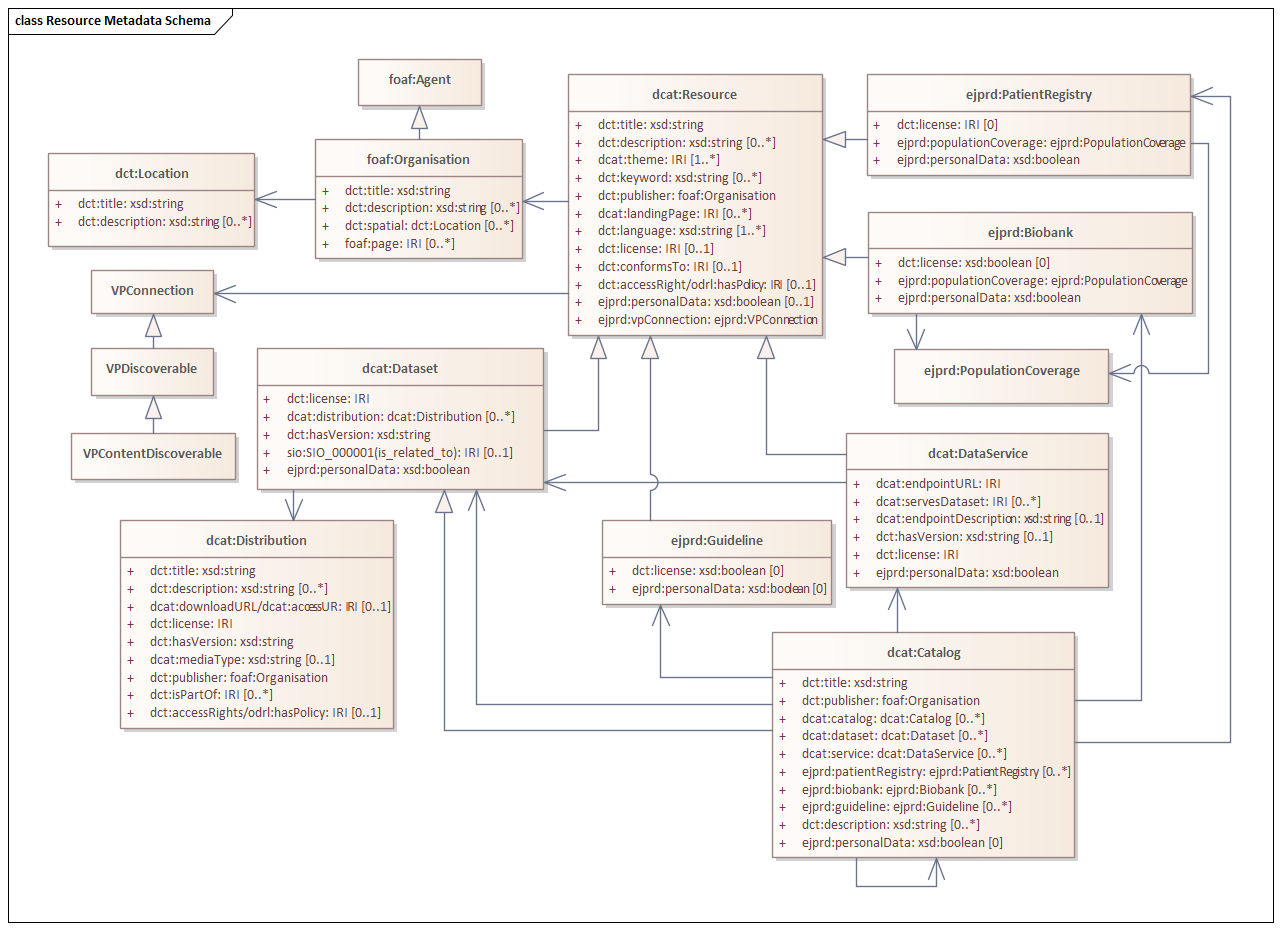 class Resource Metadata Schema
foaf:Agent
dcat:Resource
+ dct:title: xsd:string
+ dct:description: xsd:string [0..*]
+ dcat:theme: IRI [1..*]
+ dct:keyword: xsd:string [0..*]
+ dct:publisher: foaf:Organisation
+ dcat:landingPage: IRI [0..*]
+ dct:language: xsd:string [1..*]
+ dct:license: IRI [0..1]
+ dct:conformsTo: IRI [0..1]
+ dct:accessRight/odrl:hasPolicy: IRI [0..1]
+ ejprd:personalData: xsd:boolean [0..1]
+ ejprd:vpConnection: ejprd:VPConnection
ejprd:PatientRegistry
+ dct:license: IRI [0]
+ ejprd:populationCoverage: ejprd:PopulationCoverage
+ ejprd:personalData: xsd:boolean
foaf:Organisation
+ dct:title: xsd:string
+ dct:description: xsd:string [0..*]
+ dct:spatial: dct:Location [0..*]
+ foaf:page: IRI [0..*]
dct:Location
+ dct:title: xsd:string
+ dct:description: xsd:string [0..*]
ejprd:Biobank
+ dct:license: xsd:boolean [0]
+ ejprd:populationCoverage: ejprd:PopulationCoverage
+ ejprd:personalData: xsd:boolean
VPConnection
VPDiscoverable
VPContentDiscoverable
dcat:Dataset
+ dct:license: IRI
+ dcat:distribution: dcat:Distribution [0..*]
+ dct:hasVersion: xsd:string
+ sio:SIO_000001(is_related_to): IRI [0..1]
+ ejprd:personalData: xsd:boolean
ejprd:PopulationCoverage
dcat:DataService
+ dcat:endpointURL: IRI
+ dcat:servesDataset: IRI [0..*]
+ dcat:endpointDescription: xsd:string [0..1]
+ dct:hasVersion: xsd:string [0..1]
+ dct:license: IRI
+ ejprd:personalData: xsd:boolean
dcat:Distribution
+ dct:title: xsd:string
+ dct:description: xsd:string [0..*]
+ dcat:downloadURL/dcat:accessUR: IRI [0..1]
+ dct:license: IRI
+ dct:hasVersion: xsd:string
+ dcat:mediaType: xsd:string [0..1]
+ dct:publisher: foaf:Organisation
+ dct:isPartOf: IRI [0..*]
+ dct:accessRights/odrl:hasPolicy: IRI [0..1]
ejprd:Guideline
+ dct:license: xsd:boolean [0]
+ ejprd:personalData: xsd:boolean [0]
dcat:Catalog
+ dct:title: xsd:string
+ dct:publisher: foaf:Organisation
+ dcat:catalog: dcat:Catalog [0..*]
+ dcat:dataset: dcat:Dataset [0..*]
+ dcat:service: dcat:DataService [0..*]
+ ejprd:patientRegistry: ejprd:PatientRegistry [0..*]
+ ejprd:biobank: ejprd:Biobank [0..*]
+ ejprd:guideline: ejprd:Guideline [0..*]
+ dct:description: xsd:string [0..*]
+ ejprd:personalData: xsd:boolean [0]